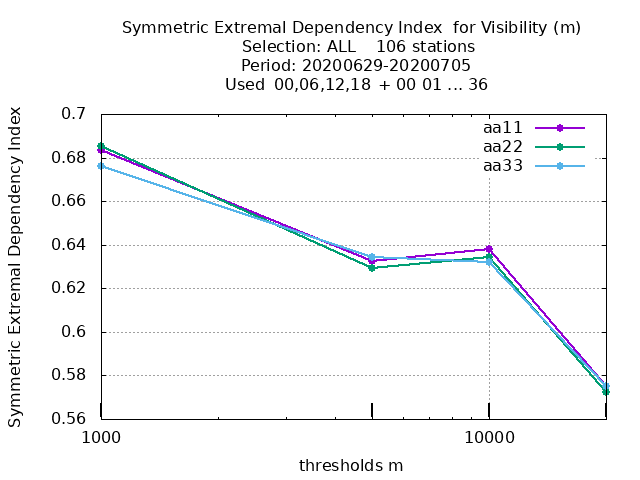 Symmetric Extremal Dependency Index  for Visibility (m)
Selection: ALL    106 stations
Period: 20200629-20200705
Used  00,06,12,18 + 00 01 ... 36
Symmetric Extremal Dependency Index
0.7
0.68
0.66
0.64
0.62
0.6
0.58
0.56
aa11
aa22
aa33
1000
10000
thresholds m